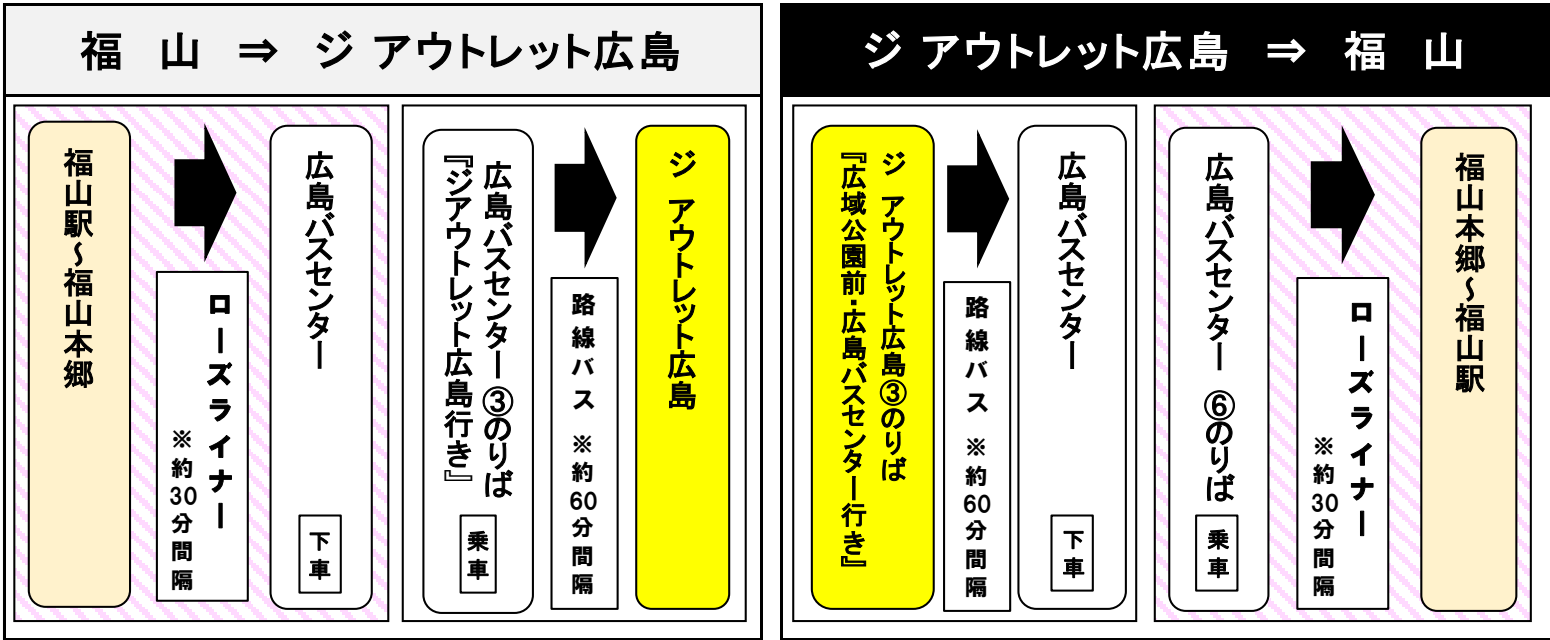 福 山 ⇒ ジ アウトレット広島
福山駅～福山本郷
ローズライナー
※約30分間隔
広島バスセンター
下車
広島バスセンター③のりば
『ジアウトレット広島行き』
乗車
路線バス ※約60分間隔
ジ アウトレット広島
ジ アウトレット広島 ⇒ 福 山
ジ アウトレット広島③のりば
『広域公園前・広島バスセンター行き』
路線バス ※約60分間隔
広島バスセンター
下車
広島バスセンター ⑥のりば
乗車
ローズライナー
※約30分間隔
福山本郷～福山駅